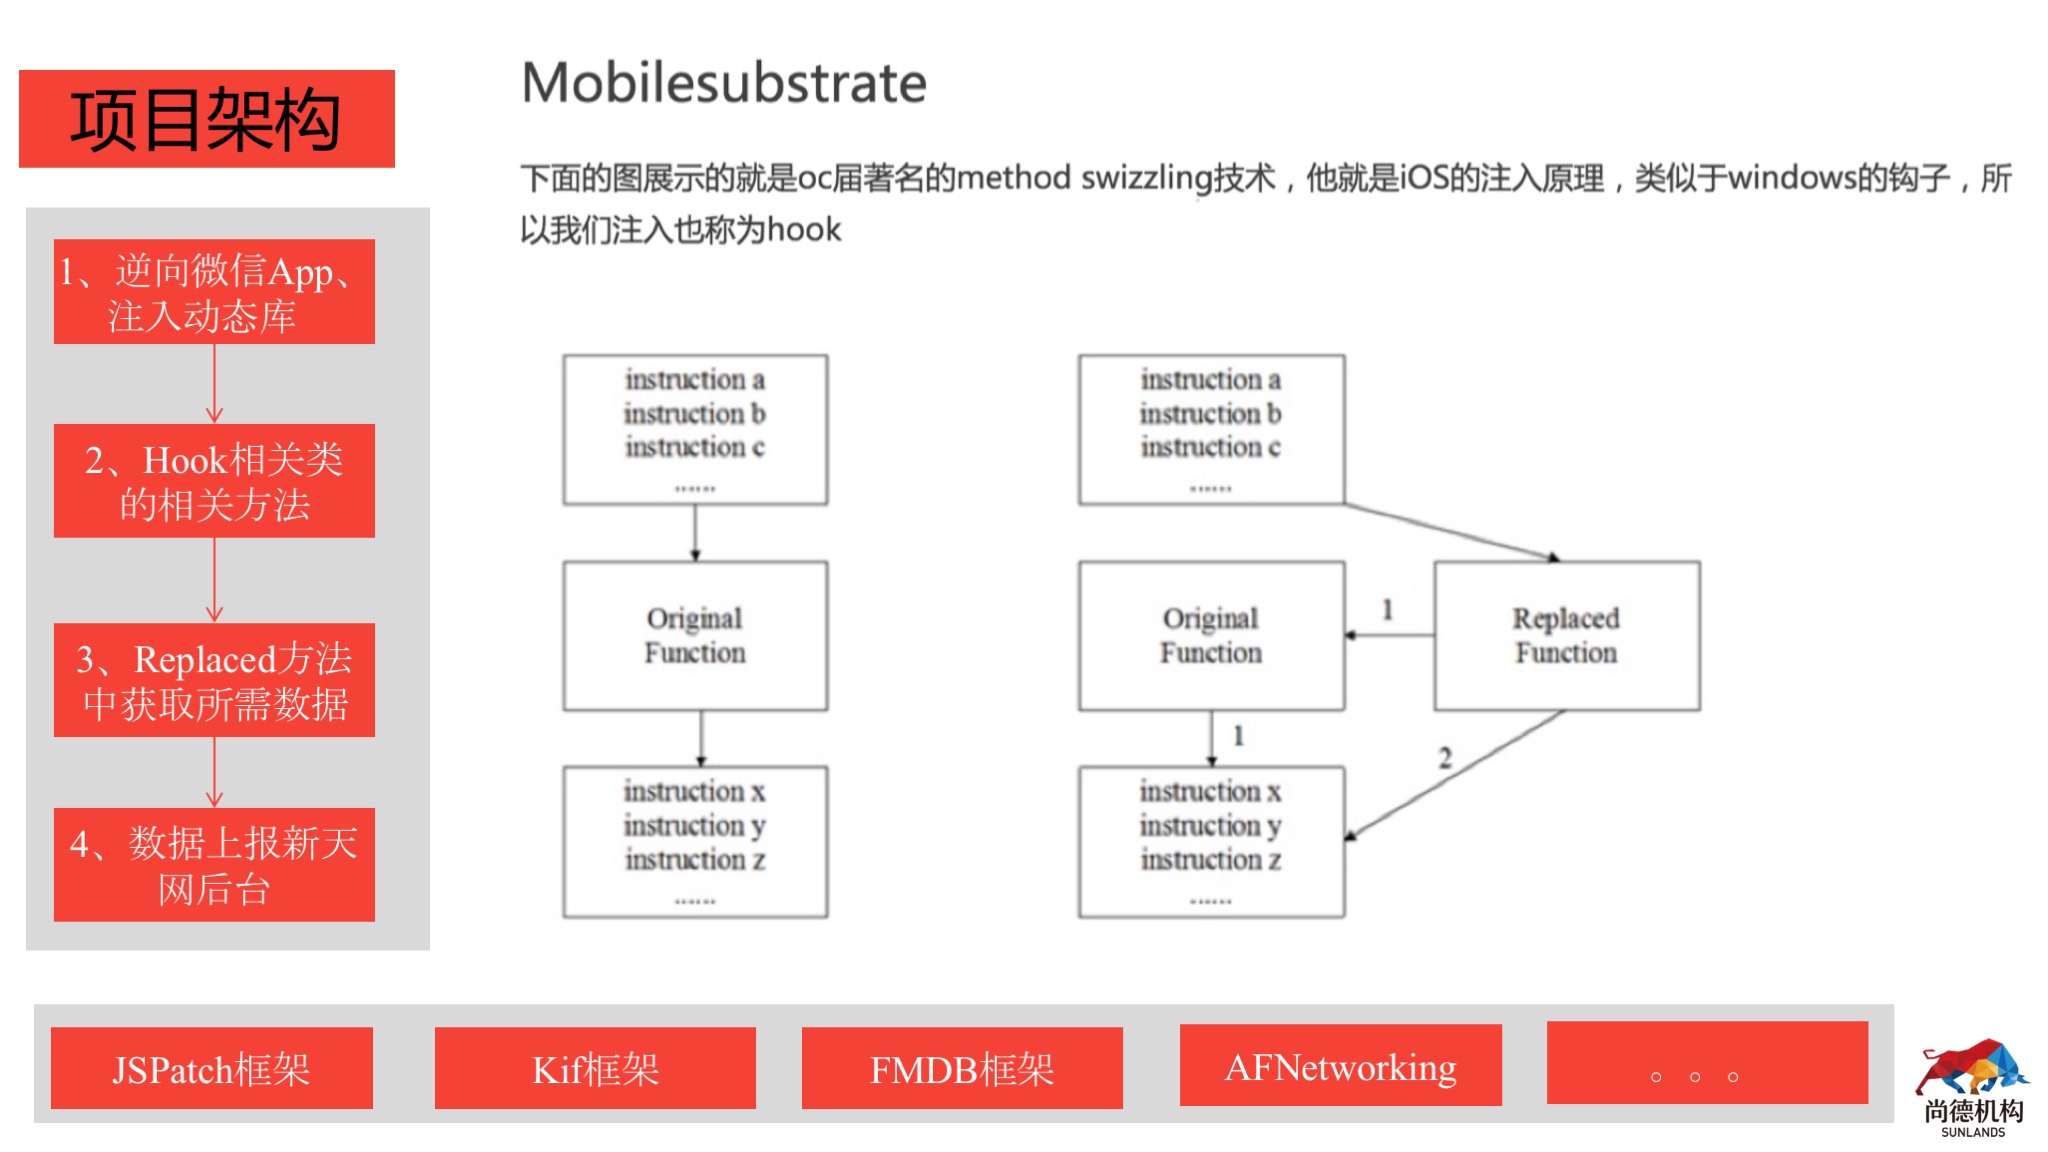 项目架构
1、逆向微信App、
注入动态库
2、Hook相关类
的相关方法
3、Replaced方法
中获取所需数据
4、数据上报新天
网后台
Mobilesubstrate
下面的图展示的就是oc届著名的method swizzling技术，他就是iOS的注入原理，类似于windows的钩子，所
以我们注入也称为hook
instruction a
instruction b
instruction c
......
Original
Function
instruction x
instruction y
instruction z
......
instruction a
instruction b
instruction c
......
Original
Function
1
Replaced
Function
1
2
instruction x
instruction y
instruction z
......
JSPatch框架
Kif框架
FMDB框架
AFNetworking
。。。
尚德机构
SUNLANDS